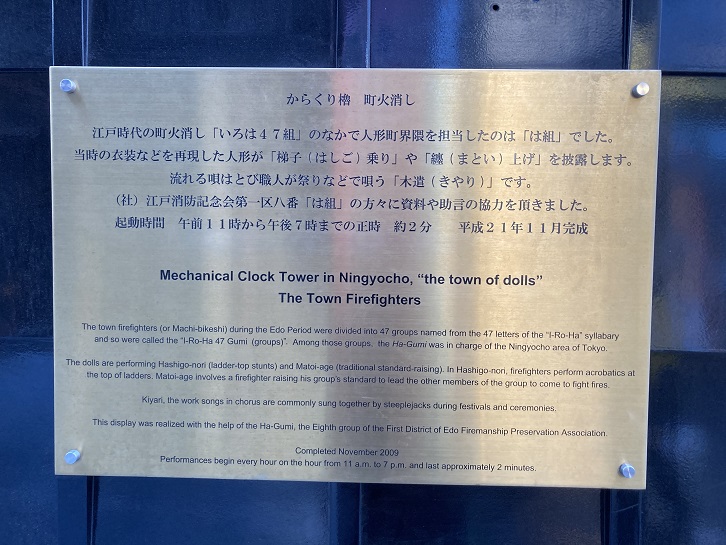 からくり櫓　町火消し
江戸時代の町火消し「いろは４７組」のなかで人形町界隈を担当したのは「は組」でした。
当時の衣装などを再現した人形が「梯子（はしご）乗り」や「纏（まとい）上げ」を披露します。
流れる唄はとび職人が祭りなどで唄う「木遣（きやり）」です。
（社）江戸消防記念会第一区八番「は組」の方々に資料や助言の協力を頂きました。
起動時間　午前１１時から午後７時までの正時　約２分　　平成２１年１１月完成
Mechanical Clock Tower in Ningyocho, “the town of dolls”
The Town Firefighters
The town firefighters (or Machi-bikeshi) during the Edo Period were divided into 47 groups named from the 47 letters of the “I-Ro-Ha” syllabary
and so were called the “I-Ro-Ha 47 Gumi (groups)”. Among those groups, the Ha-Gumi was in charge of the Ningyocho area of Tokyo.
The dolls are performing Hashigo-nori (ladder-top stunts) and Matoi-age (traditional standard-raising). In Hashigo-nori, firefighters perform acrobatics at
the top of ladders. Matoi-age involves a firefighter raising his group's standard to lead the other members of the group to come to fight fires.
Kiyari, the work songs in chorus are commonly sung together by steeplejacks during festivals and ceremonies.
This display was realized with the help of the Ha-Gumi, the Eighth group of the First District of Edo Firemanship Preservation Association.
Completed November 2009
Performances begin every hour on the hour from 11 a.m. to 7 p.m. and last approximately 2 minutes.